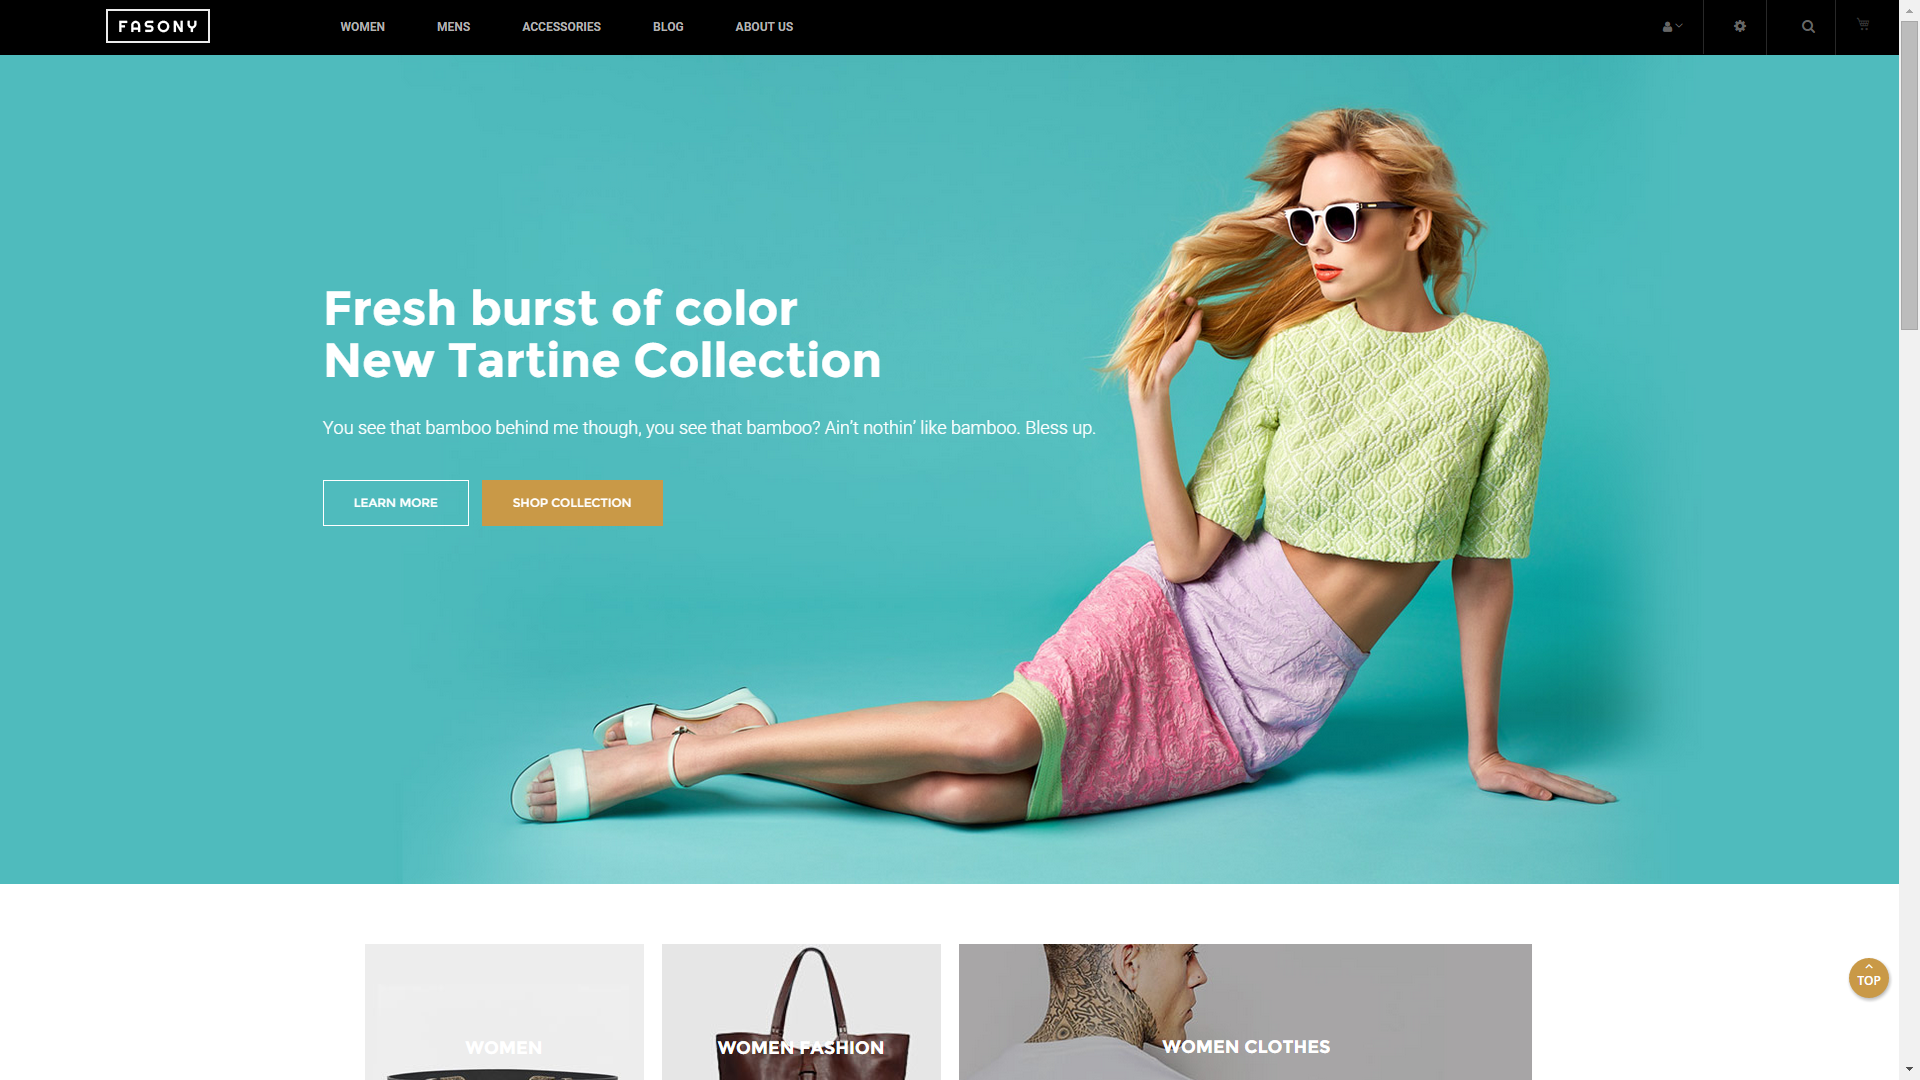 FASONY
WOMEN
MENS
ACCESSORIES
BLOG
ABOUT US
Fresh burst of color
New Tartine Collection
You see that bamboo behind me though, you see that bamboo? Ain’t nothin’ like bamboo. Bless up.
LEARN MORE
SHOP COLLECTION
TOP
WOMEN
WOMEN FASHION
WOMEN CLOTHES